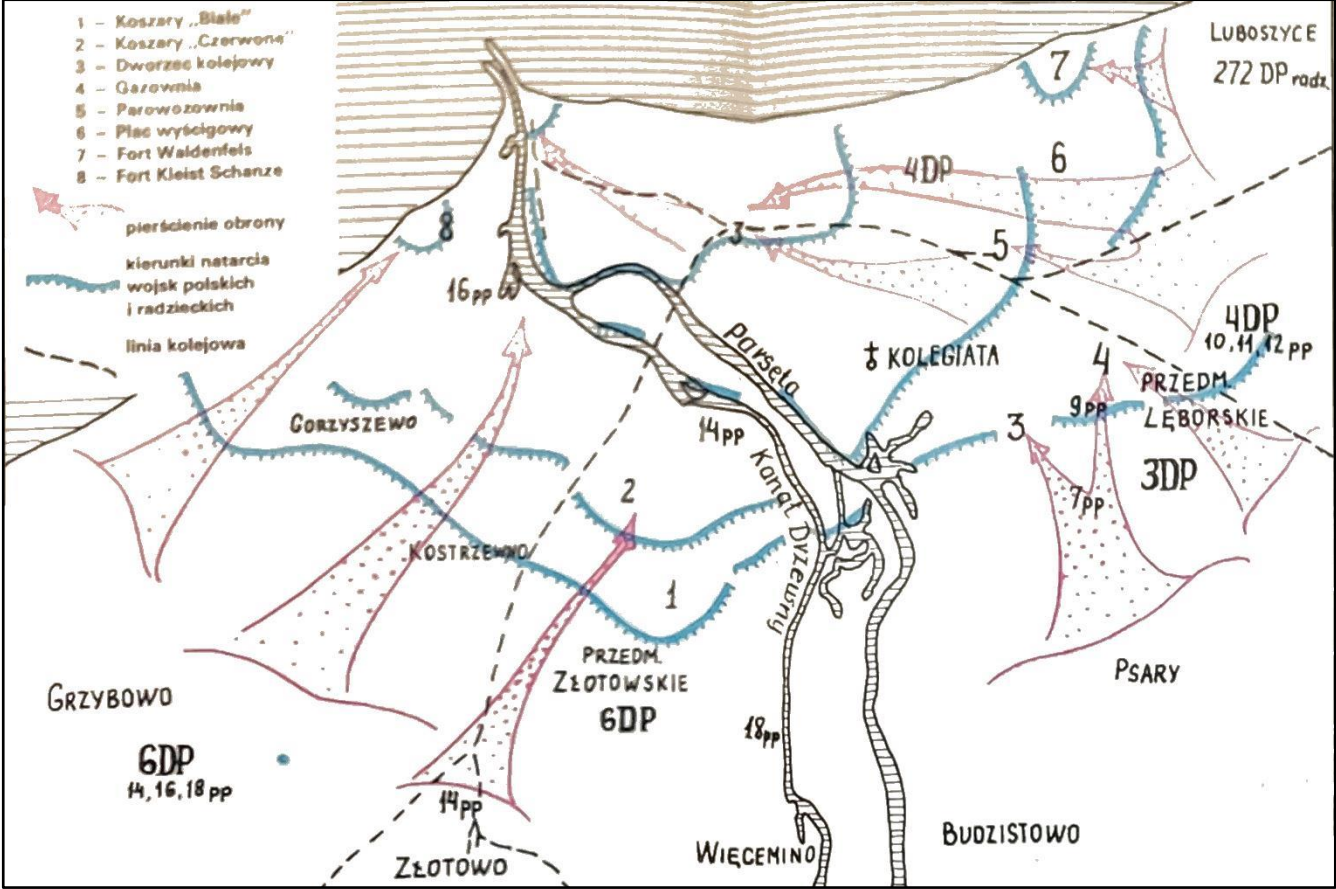 1 – Koszary „Białe"
2 – Koszary „Czerwone"
3 – Dworzec kolejowy
4 – Gazownia
5 – Parowozownia
6 – Plac wyścigowy
7 – Fort Waldenfels
8 – Fort Kleist Schanze
pierścienie obrony
kierunki natarcia
wojsk polskich
i radzieckich
linia kolejowa
LUBOSZYCE
272 DP radz.
7
6
4DP
8
3
5
16 pp
Parsęta
KOLEGIATA
4DP
10, 11, 12 pp
4
PRZEDM.
LĘBORSKIE
9 pp
GORZYSZEWO
14 pp
3
3DP
Kanał Drzewny
7 pp
2
KOSTRZEWNO
1
PRZEDM.
ZŁOTOWSKIE
6DP
PSARY
GRZYBOWO
18 pp
6DP
14, 16, 18 pp
14 pp
BUDZISTOWO
WIĘCEMINO
ZŁOTOWO